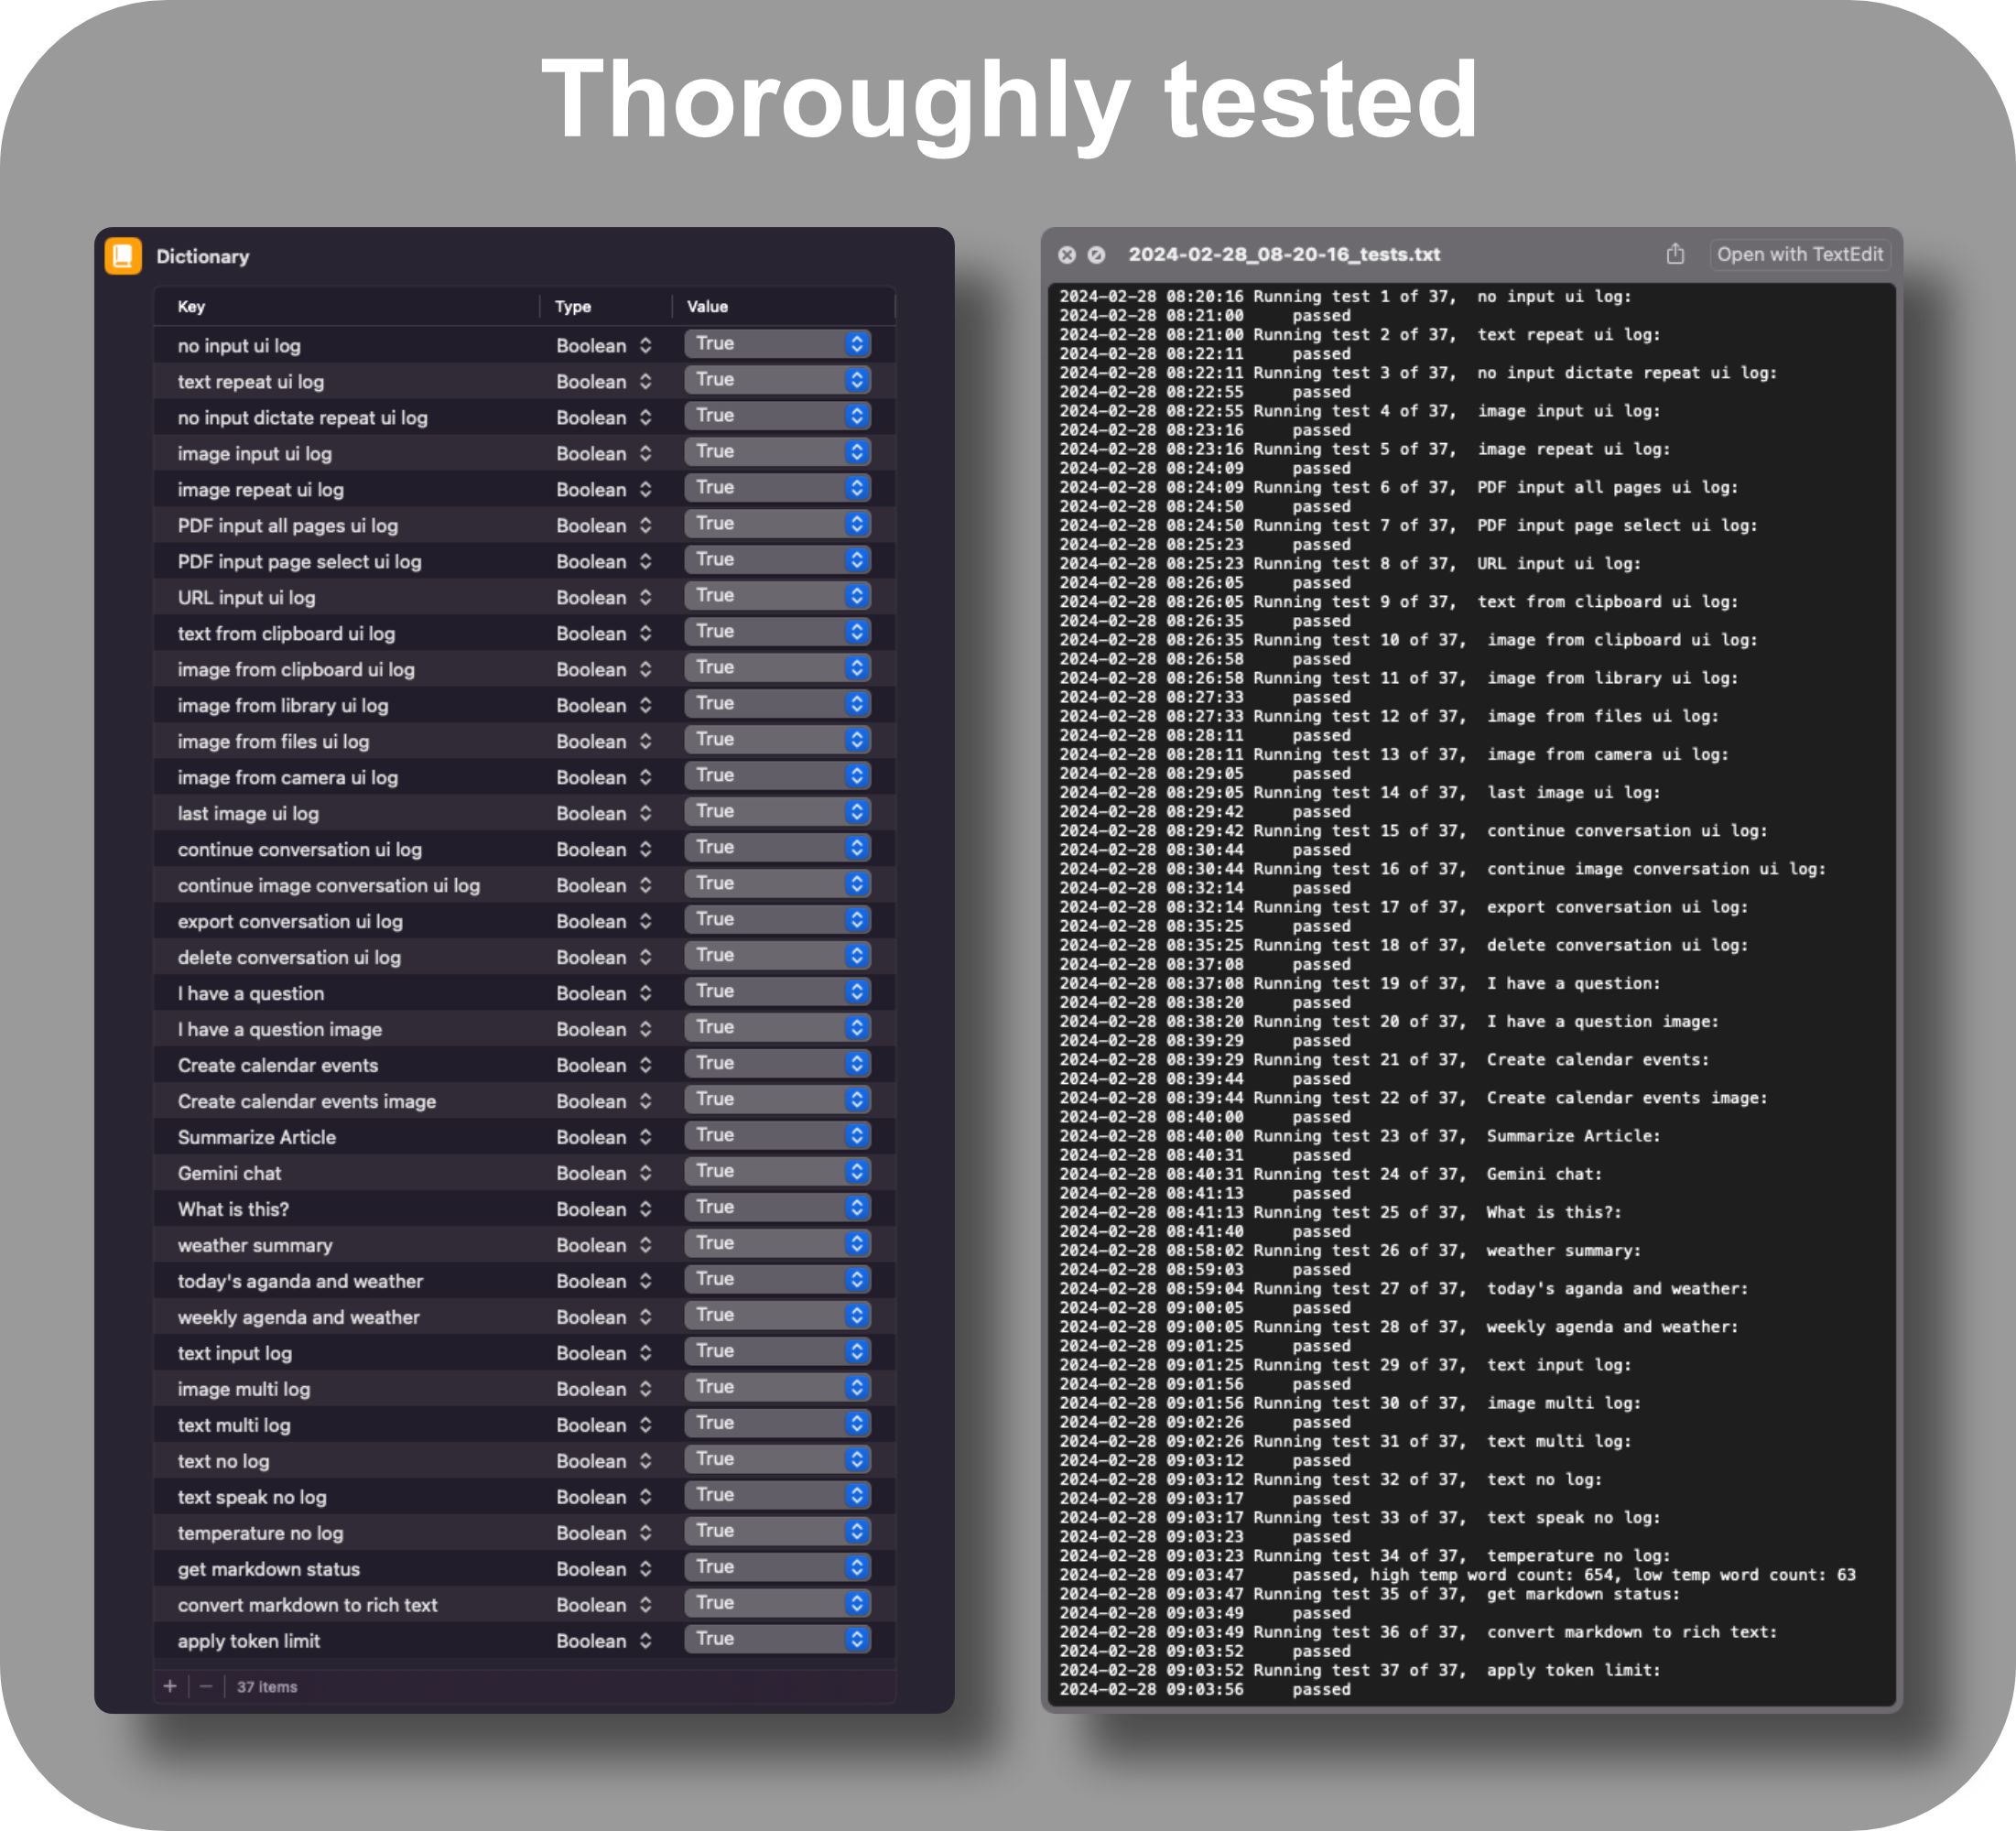 Thoroughly tested
Dictionary
Key Type Value
no input ui log Boolean True
text repeat ui log Boolean True
no input dictate repeat ui log Boolean True
image input ui log Boolean True
image repeat ui log Boolean True
PDF input all pages ui log Boolean True
PDF input page select ui log Boolean True
URL input ui log Boolean True
text from clipboard ui log Boolean True
image from clipboard ui log Boolean True
image from library ui log Boolean True
image from files ui log Boolean True
image from camera ui log Boolean True
last image ui log Boolean True
continue conversation ui log Boolean True
continue image conversation ui log Boolean True
export conversation ui log Boolean True
delete conversation ui log Boolean True
I have a question Boolean True
I have a question image Boolean True
Create calendar events Boolean True
Create calendar events image Boolean True
Summarize Article Boolean True
Gemini chat Boolean True
What is this? Boolean True
weather summary Boolean True
today's aganda and weather Boolean True
weekly agenda and weather Boolean True
text input log Boolean True
image multi log Boolean True
text multi log Boolean True
text no log Boolean True
text speak no log Boolean True
temperature no log Boolean True
get markdown status Boolean True
convert markdown to rich text Boolean True
apply token limit Boolean True
+ − 37 items
2024-02-28_08-20-16_tests.txt Open with TextEdit
2024-02-28 08:20:16 Running test 1 of 37, no input ui log:
2024-02-28 08:21:00 passed
2024-02-28 08:21:00 Running test 2 of 37, text repeat ui log:
2024-02-28 08:22:11 passed
2024-02-28 08:22:11 Running test 3 of 37, no input dictate repeat ui log:
2024-02-28 08:22:55 passed
2024-02-28 08:22:55 Running test 4 of 37, image input ui log:
2024-02-28 08:23:16 passed
2024-02-28 08:23:16 Running test 5 of 37, image repeat ui log:
2024-02-28 08:24:09 passed
2024-02-28 08:24:09 Running test 6 of 37, PDF input all pages ui log:
2024-02-28 08:24:50 passed
2024-02-28 08:24:50 Running test 7 of 37, PDF input page select ui log:
2024-02-28 08:25:23 passed
2024-02-28 08:25:23 Running test 8 of 37, URL input ui log:
2024-02-28 08:26:05 passed
2024-02-28 08:26:05 Running test 9 of 37, text from clipboard ui log:
2024-02-28 08:26:35 passed
2024-02-28 08:26:35 Running test 10 of 37, image from clipboard ui log:
2024-02-28 08:26:58 passed
2024-02-28 08:26:58 Running test 11 of 37, image from library ui log:
2024-02-28 08:27:33 passed
2024-02-28 08:27:33 Running test 12 of 37, image from files ui log:
2024-02-28 08:28:11 passed
2024-02-28 08:28:11 Running test 13 of 37, image from camera ui log:
2024-02-28 08:29:05 passed
2024-02-28 08:29:05 Running test 14 of 37, last image ui log:
2024-02-28 08:29:42 passed
2024-02-28 08:29:42 Running test 15 of 37, continue conversation ui log:
2024-02-28 08:30:44 passed
2024-02-28 08:30:44 Running test 16 of 37, continue image conversation ui log:
2024-02-28 08:32:14 passed
2024-02-28 08:32:14 Running test 17 of 37, export conversation ui log:
2024-02-28 08:35:25 passed
2024-02-28 08:35:25 Running test 18 of 37, delete conversation ui log:
2024-02-28 08:37:08 passed
2024-02-28 08:37:08 Running test 19 of 37, I have a question:
2024-02-28 08:38:20 passed
2024-02-28 08:38:20 Running test 20 of 37, I have a question image:
2024-02-28 08:39:29 passed
2024-02-28 08:39:29 Running test 21 of 37, Create calendar events:
2024-02-28 08:39:44 passed
2024-02-28 08:39:44 Running test 22 of 37, Create calendar events image:
2024-02-28 08:40:00 passed
2024-02-28 08:40:00 Running test 23 of 37, Summarize Article:
2024-02-28 08:40:31 passed
2024-02-28 08:40:31 Running test 24 of 37, Gemini chat:
2024-02-28 08:41:13 passed
2024-02-28 08:41:13 Running test 25 of 37, What is this?:
2024-02-28 08:41:40 passed
2024-02-28 08:58:02 Running test 26 of 37, weather summary:
2024-02-28 08:59:03 passed
2024-02-28 08:59:04 Running test 27 of 37, today's aganda and weather:
2024-02-28 09:00:05 passed
2024-02-28 09:00:05 Running test 28 of 37, weekly agenda and weather:
2024-02-28 09:01:25 passed
2024-02-28 09:01:25 Running test 29 of 37, text input log:
2024-02-28 09:01:56 passed
2024-02-28 09:01:56 Running test 30 of 37, image multi log:
2024-02-28 09:02:26 passed
2024-02-28 09:02:26 Running test 31 of 37, text multi log:
2024-02-28 09:03:12 passed
2024-02-28 09:03:12 Running test 32 of 37, text no log:
2024-02-28 09:03:17 passed
2024-02-28 09:03:17 Running test 33 of 37, text speak no log:
2024-02-28 09:03:23 passed
2024-02-28 09:03:23 Running test 34 of 37, temperature no log:
2024-02-28 09:03:47 passed, high temp word count: 654, low temp word count: 63
2024-02-28 09:03:47 Running test 35 of 37, get markdown status:
2024-02-28 09:03:49 passed
2024-02-28 09:03:49 Running test 36 of 37, convert markdown to rich text:
2024-02-28 09:03:52 passed
2024-02-28 09:03:52 Running test 37 of 37, apply token limit:
2024-02-28 09:03:56 passed